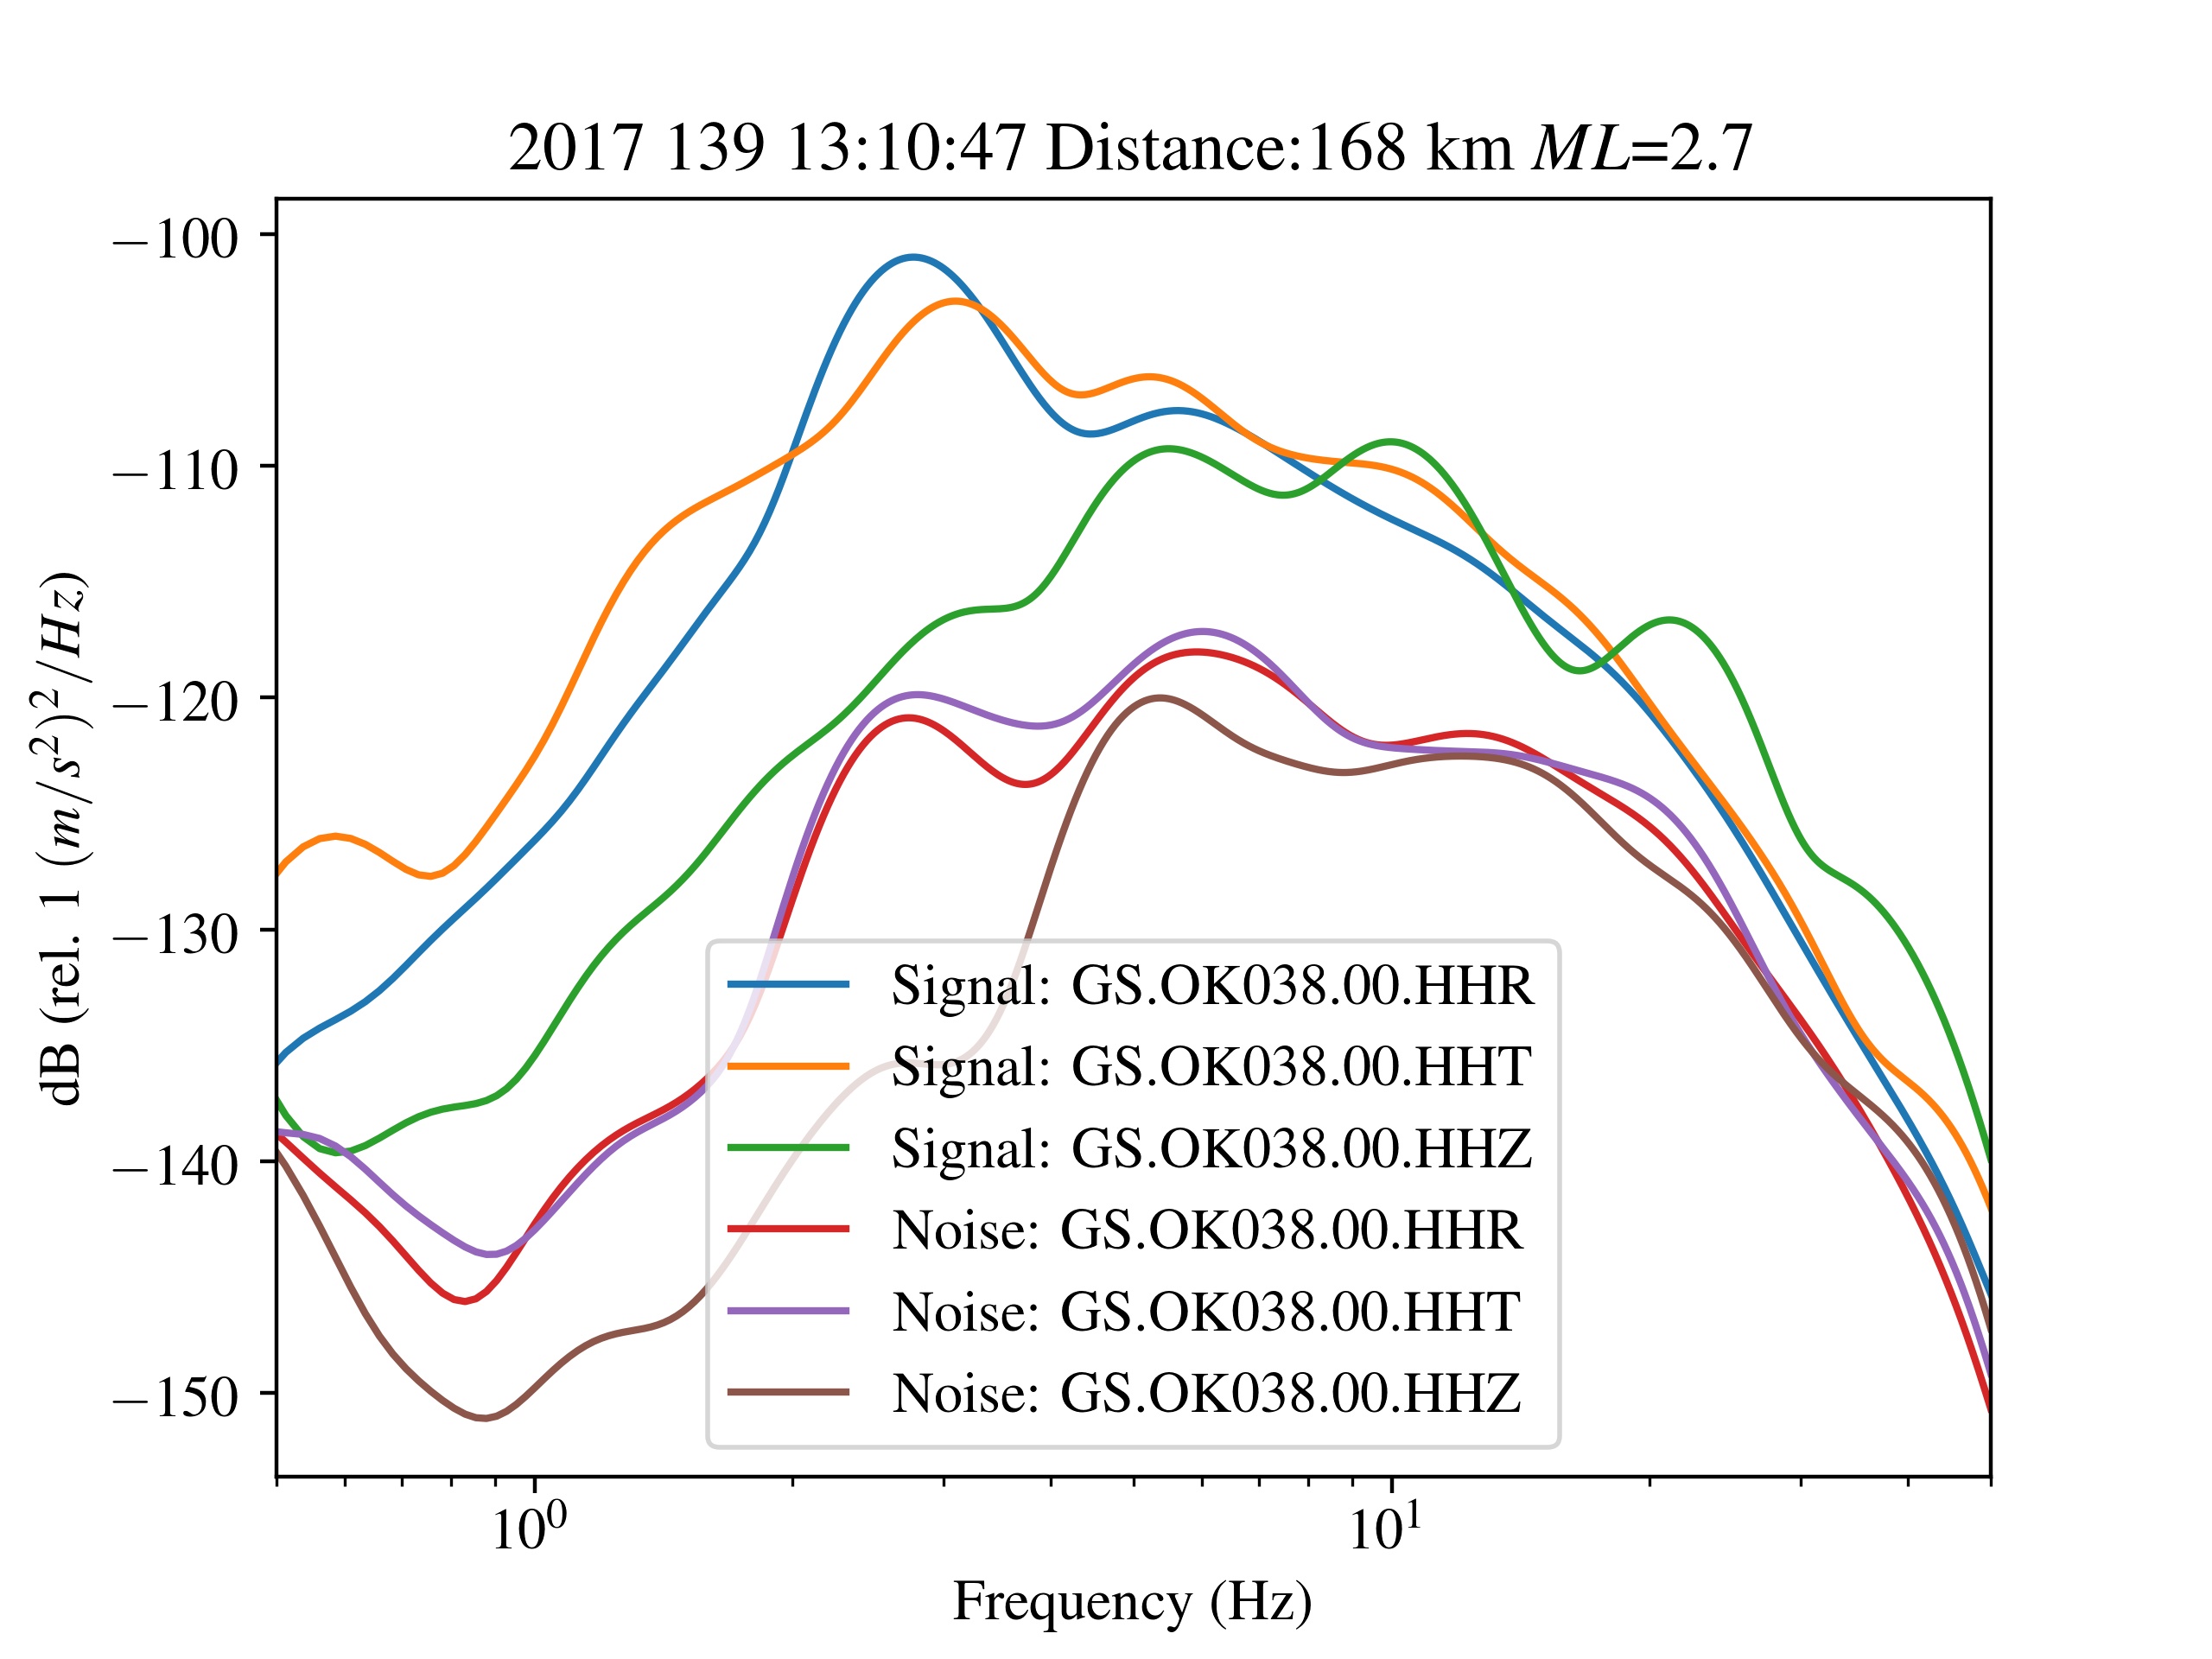 2017 139 13:10:47 Distance:168 km ML=2.7
dB (rel. 1 (m/s²)²/Hz)
−100
−110
−120
−130
−140
−150
Signal: GS.OK038.00.HHR
Signal: GS.OK038.00.HHT
Signal: GS.OK038.00.HHZ
Noise: GS.OK038.00.HHR
Noise: GS.OK038.00.HHT
Noise: GS.OK038.00.HHZ
10⁰ 10¹
Frequency (Hz)